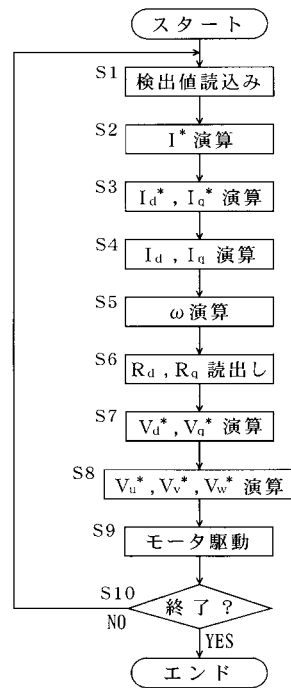 スタート
S1
検出値読込み
S2
I* 演算
S3
Id*,Iq* 演算
S4
Id,Iq 演算
S5
ω演算
S6
Rd,Rq 読出し
S7
Vd*,Vq* 演算
S8
Vu*,Vv*,Vw* 演算
S9
モータ駆動
S10
終了?
NO
YES
エンド